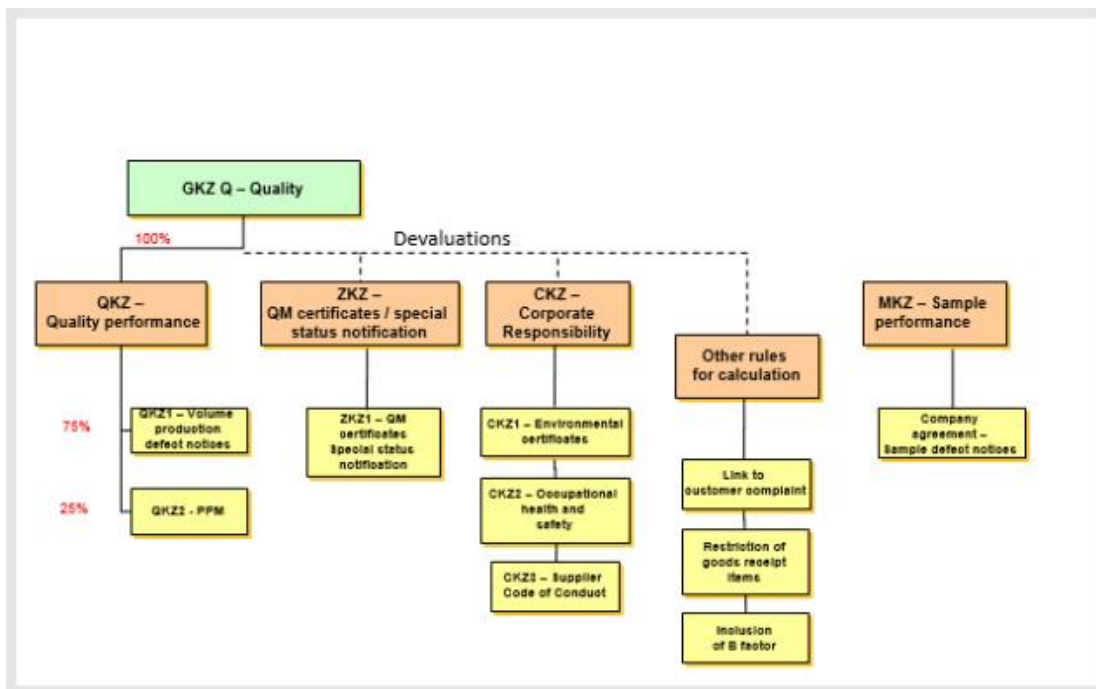 GKZ Q – Quality
100%
Devaluations
QKZ –
Quality performance
ZKZ –
QM certificates / special
status notification
CKZ –
Corporate
Responsibility
Other rules
for calculation
MKZ – Sample
performance
75%
QKZ1 – Volume
production
defect notices
25%
QKZ2 - PPM
ZKZ1 – QM
certificates
Special status
notification
CKZ1 – Environmental
certificates
CKZ2 – Occupational
health and
safety
CKZ3 – Supplier
Code of Conduct
Link to
customer complaint
Restriction of
goods receipt
items
Inclusion
of B factor
Company
agreement –
Sample defect notices